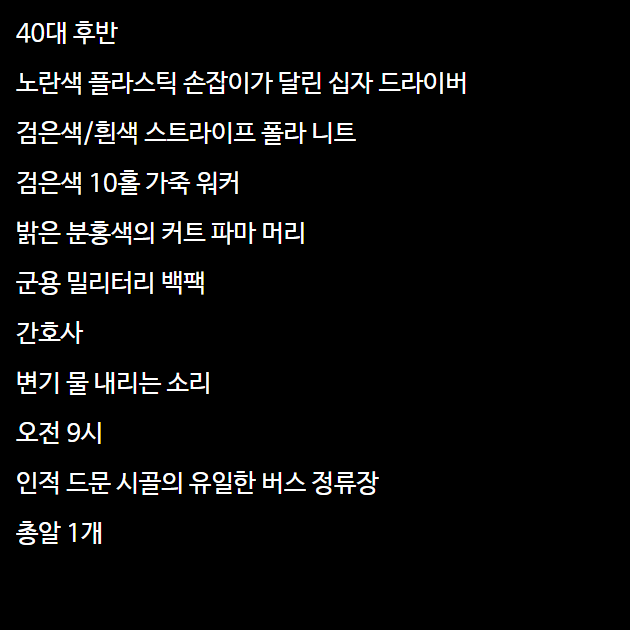 40대 후반
노란색 플라스틱 손잡이가 달린 십자 드라이버
검은색/흰색 스트라이프 폴라 니트
검은색 10홀 가죽 워커
밝은 분홍색의 커트 파마 머리
군용 밀리터리 백팩
간호사
변기 물 내리는 소리
오전 9시
인적 드문 시골의 유일한 버스 정류장
총알 1개